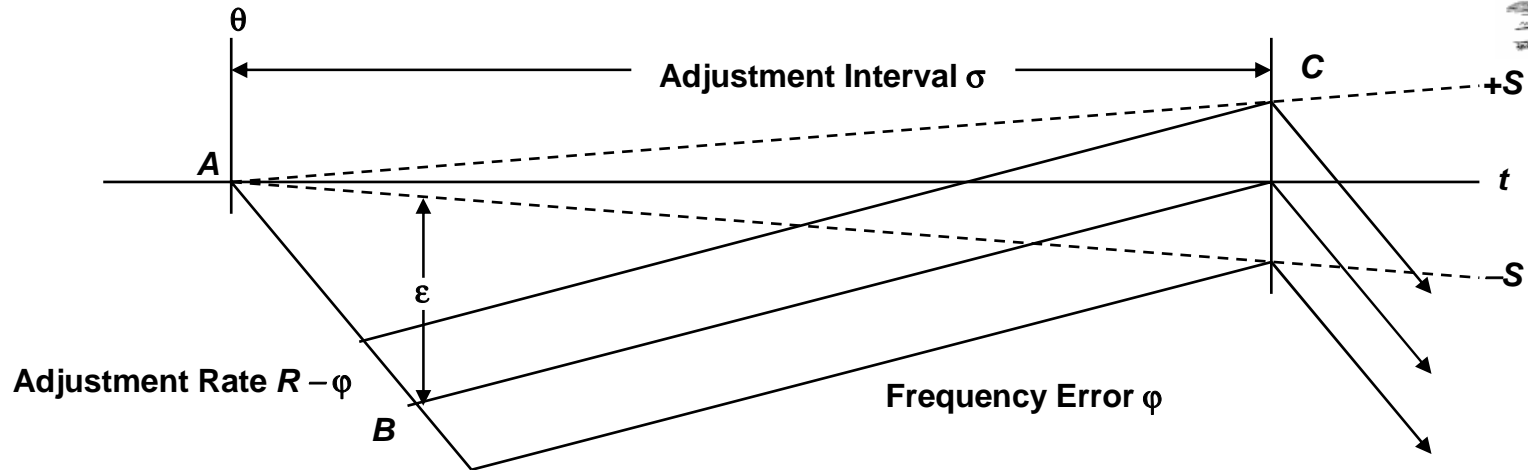 θ
Adjustment Interval σ
C
+S
A
t
ε
–S
Adjustment Rate R – φ
Frequency Error φ
B